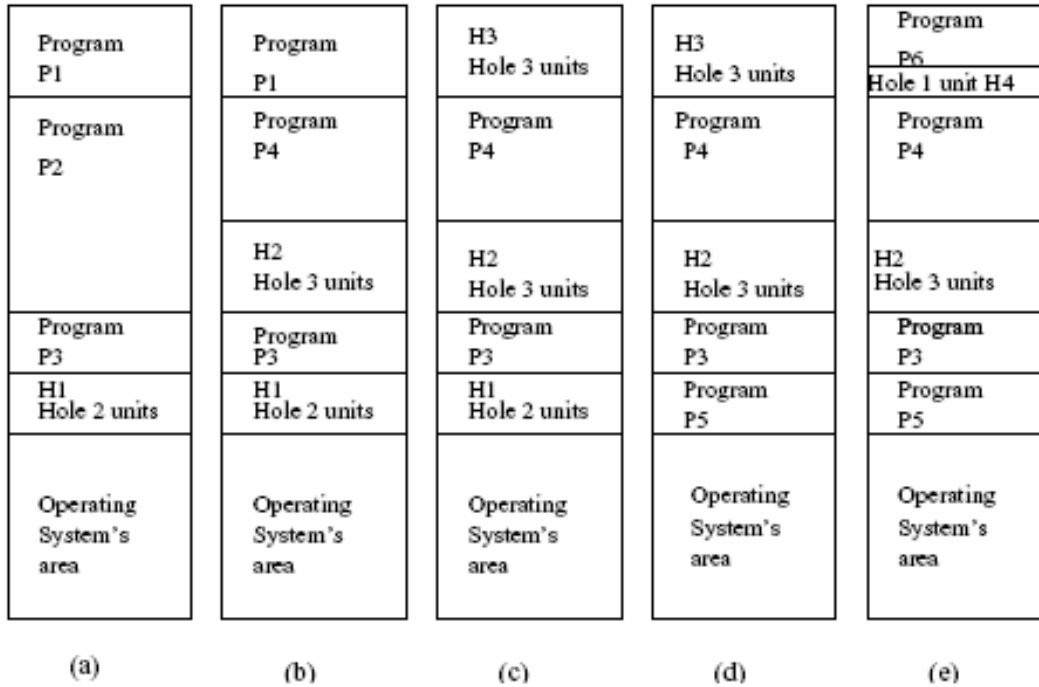 Program
P1
Program
P2
Program
P3
H1
Hole 2 units
Operating
System's
area
(a)
Program
P1
Program
P4
H2
Hole 3 units
Program
P3
H1
Hole 2 units
Operating
System's
area
(b)
H3
Hole 3 units
Program
P4
H2
Hole 3 units
Program
P3
H1
Hole 2 units
Operating
System's
area
(c)
H3
Hole 3 units
Program
P4
H2
Hole 3 units
Program
P3
Program
P5
Operating
System's
area
(d)
Program
P6
Hole 1 unit H4
Program
P4
H2
Hole 3 units
Program
P3
Program
P5
Operating
System's
area
(e)